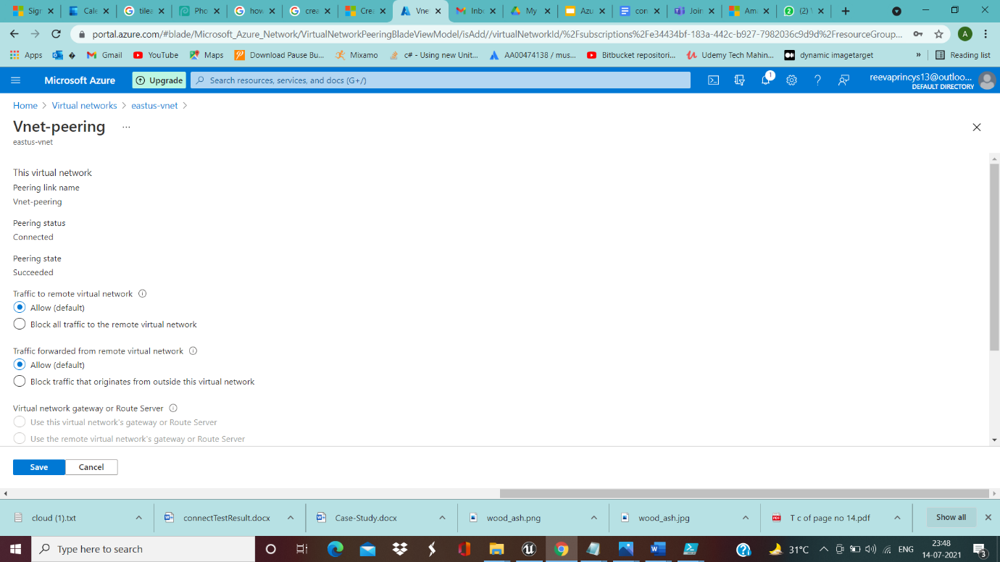 Sign
Cale
tilea
Pho
how
crea
Crea
Vne
Inbo
My
Azu
con
Join
Am
(2)
portal.azure.com/#blade/Microsoft_Azure_Network/VirtualNetworkPeeringBladeViewModel/isAdd//virtualNetworkId/%2Fsubscriptions%2Fe34434bf-183a-442c-b927-7982036c9d9d%2FresourceGroup...
A
Apps
Gmail
YouTube
Maps
Download Pause Bu...
Mixamo
c# - Using new Unit...
AA00474138 / mus...
Bitbucket repositori...
Udemy Tech Mahin...
dynamic imagetarget
»
Reading list
Microsoft Azure
Upgrade
Search resources, services, and docs (G+/)
1
reevaprincys13@outloo...
DEFAULT DIRECTORY
Home > Virtual networks > eastus-vnet >
Vnet-peering ...
eastus-vnet
This virtual network
Peering link name
Vnet-peering
Peering status
Connected
Peering state
Succeeded
Traffic to remote virtual network
Allow (default)
Block all traffic to the remote virtual network
Traffic forwarded from remote virtual network
Allow (default)
Block traffic that originates from outside this virtual network
Virtual network gateway or Route Server
Use this virtual network's gateway or Route Server
Use the remote virtual network's gateway or Route Server
Save
Cancel
cloud (1).txt
connectTestResult.docx
Case-Study.docx
wood_ash.png
wood_ash.jpg
T c of page no 14.pdf
Show all
Type here to search
31°C
ENG
23:48
14-07-2021
3